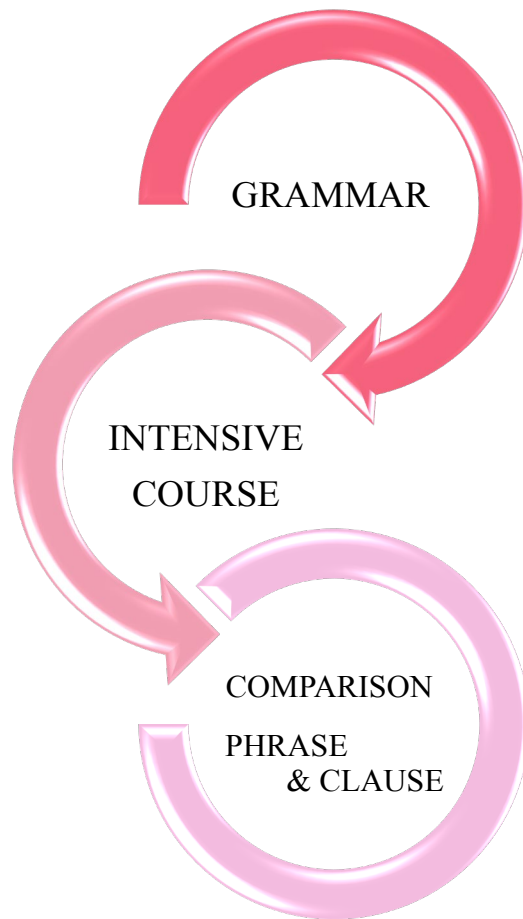 GRAMMAR
INTENSIVE
COURSE
COMPARISON
PHRASE
& CLAUSE